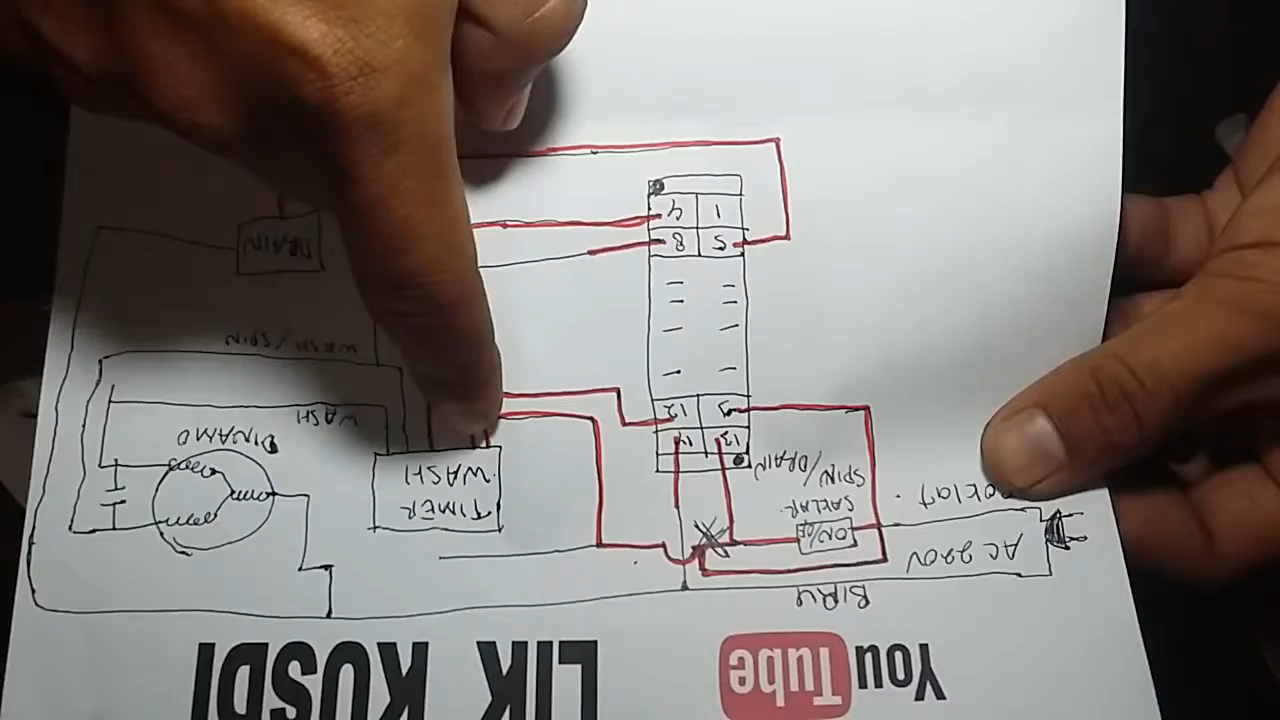 YouTube LIK KUSDI
BIRU
AC 220V
ON/OFF
SAKLAR.
SPIN/DRAIN
TIMER
WASH
DINAMO
13 14
12
WASH
WASH/SPIN
DRAIN
5 8
1 4